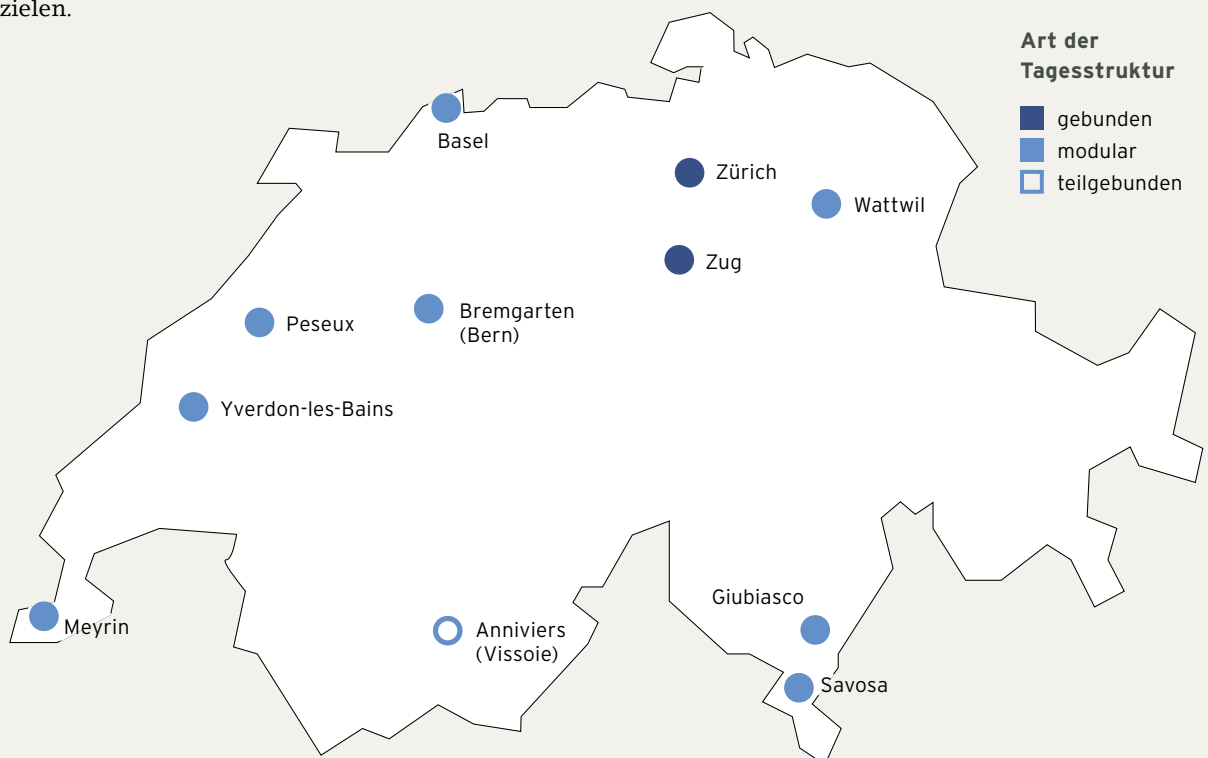 zielen.
Art der
Tagesstruktur
gebunden
modular
teilgebunden
Basel
Zürich
Wattwil
Zug
Bremgarten
(Bern)
Peseux
Yverdon-les-Bains
Giubiasco
Meyrin
Anniviers
(Vissoie)
Savosa